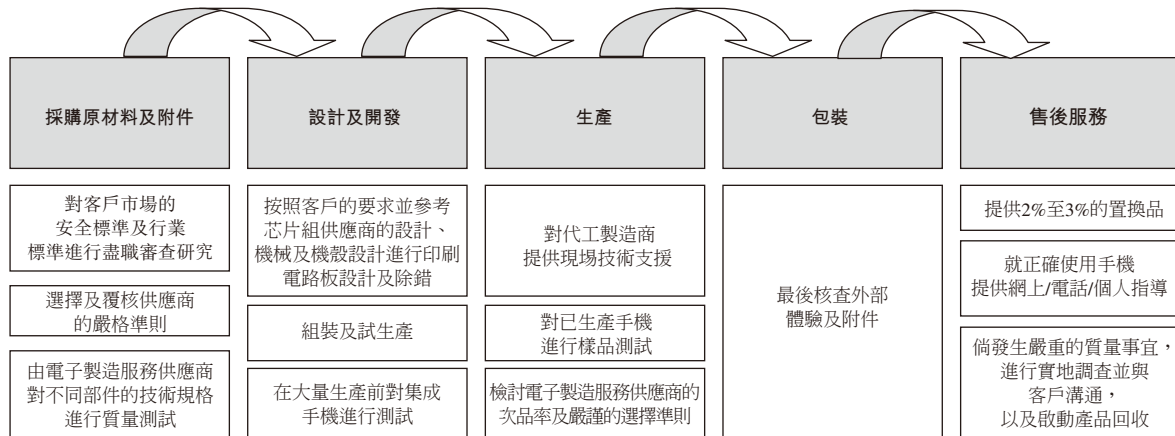 採購原材料及附件
對客戶市場的
安全標準及行業
標準進行盡職審查研究
選擇及覆核供應商
的嚴格準則
由電子製造服務供應商
對不同部件的技術規格
進行質量測試
設計及開發
按照客戶的要求並參考
芯片組供應商的設計、
機械及機殼設計進行印刷
電路板設計及除錯
組裝及試生產
在大量生產前對集成
手機進行測試
生產
對代工製造商
提供現場技術支援
對已生產手機
進行樣品測試
檢討電子製造服務供應商的
次品率及嚴謹的選擇準則
包裝
最後核查外部
體驗及附件
售後服務
提供2%至3%的置換品
就正確使用手機
提供網上/電話/個人指導
倘發生嚴重的質量事宜，
進行實地調查並與
客戶溝通，
以及啟動產品回收